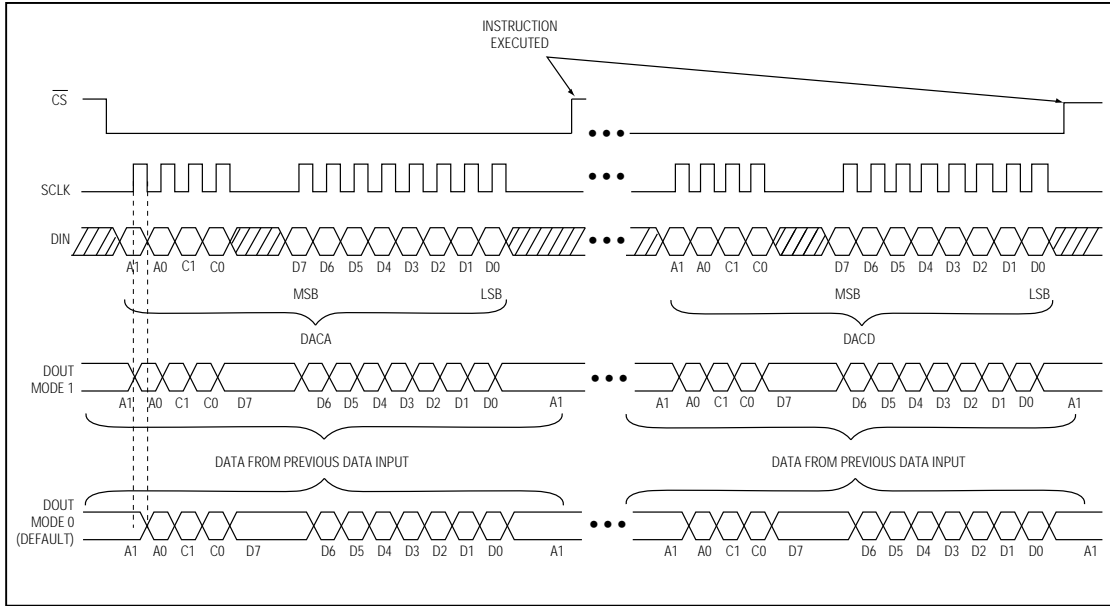 INSTRUCTION
EXECUTED
CS
SCLK
DIN
A1 A0 C1 C0 D7 D6 D5 D4 D3 D2 D1 D0 A1 A0 C1 C0 D7 D6 D5 D4 D3 D2 D1 D0
MSB LSB MSB LSB
DACA DACD
DOUT
MODE 1
A1 A0 C1 C0 D7 D6 D5 D4 D3 D2 D1 D0 A1 A1 A0 C1 C0 D7 D6 D5 D4 D3 D2 D1 D0 A1
DATA FROM PREVIOUS DATA INPUT DATA FROM PREVIOUS DATA INPUT
DOUT
MODE 0
(DEFAULT)
A1 A0 C1 C0 D7 D6 D5 D4 D3 D2 D1 D0 A1 A1 A0 C1 C0 D7 D6 D5 D4 D3 D2 D1 D0 A1